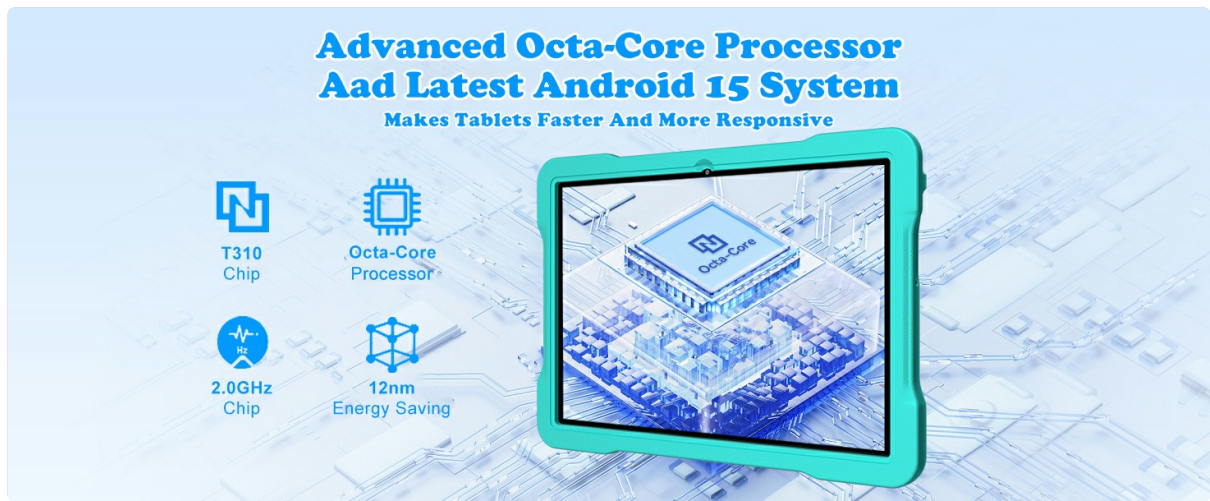 Advanced Octa-Core Processor
Aad Latest Android 15 System
Makes Tablets Faster And More Responsive
T310
Chip
Octa-Core
Processor
2.0GHz
Chip
Hz
12nm
Energy Saving
Octa-Core